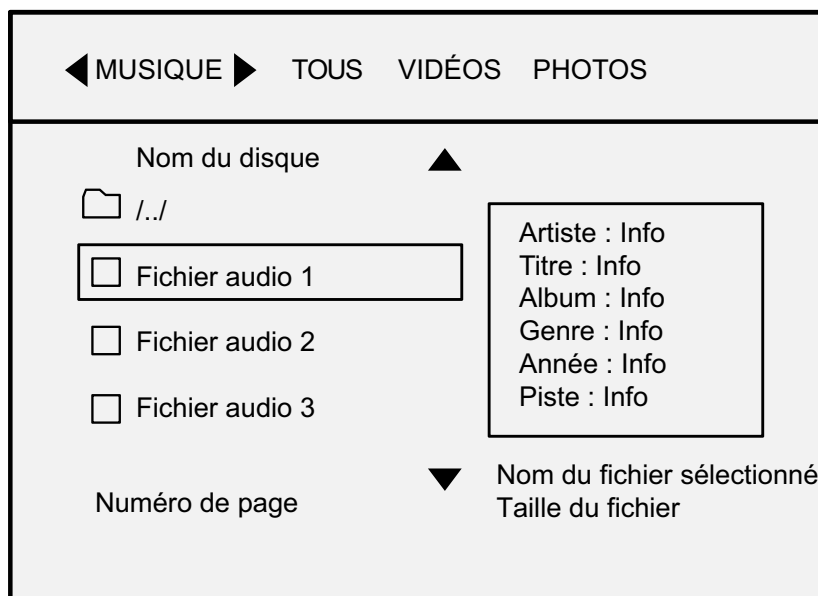 MUSIQUE TOUS VIDÉOS PHOTOS
Nom du disque
/../
Fichier audio 1
Fichier audio 2
Fichier audio 3
Numéro de page
Artiste : Info
Titre : Info
Album : Info
Genre : Info
Année : Info
Piste : Info
Nom du fichier sélectionné
Taille du fichier